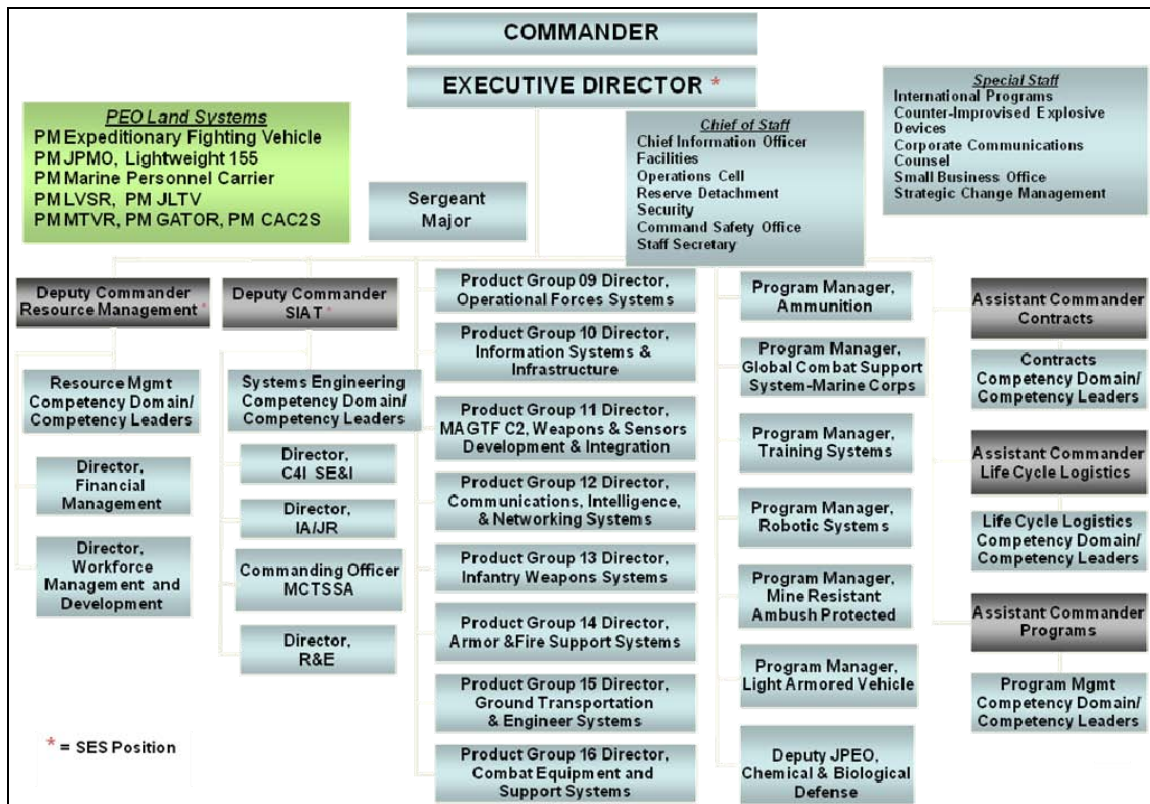 COMMANDER
EXECUTIVE DIRECTOR *
PEO Land Systems
PM Expeditionary Fighting Vehicle
PM JPMO, Lightweight 155
PM Marine Personnel Carrier
PM LVSR, PM JLTV
PM MTVR, PM GATOR, PM CAC2S
Sergeant
Major
Chief of Staff
Chief Information Officer
Facilities
Operations Cell
Reserve Detachment
Security
Command Safety Office
Staff Secretary
Special Staff
International Programs
Counter-Improvised Explosive
Devices
Corporate Communications
Counsel
Small Business Office
Strategic Change Management
Deputy Commander
Resource Management *
Resource Mgmt
Competency Domain/
Competency Leaders
Director,
Financial
Management
Director,
Workforce
Management and
Development
Deputy Commander
SIAT *
Systems Engineering
Competency Domain/
Competency Leaders
Director,
C4I SE&I
Director,
IA/JR
Commanding Officer
MCTSSA
Director,
R&E
Product Group 09 Director,
Operational Forces Systems
Product Group 10 Director,
Information Systems &
Infrastructure
Product Group 11 Director,
MAGTF C2, Weapons & Sensors
Development & Integration
Product Group 12 Director,
Communications, Intelligence,
& Networking Systems
Product Group 13 Director,
Infantry Weapons Systems
Product Group 14 Director,
Armor &Fire Support Systems
Product Group 15 Director,
Ground Transportation
& Engineer Systems
Product Group 16 Director,
Combat Equipment and
Support Systems
Program Manager,
Ammunition
Program Manager,
Global Combat Support
System-Marine Corps
Program Manager,
Training Systems
Program Manager,
Robotic Systems
Program Manager,
Mine Resistant
Ambush Protected
Program Manager,
Light Armored Vehicle
Deputy JPEO,
Chemical & Biological
Defense
Assistant Commander
Contracts
Contracts
Competency Domain/
Competency Leaders
Assistant Commander
Life Cycle Logistics
Life Cycle Logistics
Competency Domain/
Competency Leaders
Assistant Commander
Programs
Program Mgmt
Competency Domain/
Competency Leaders
* = SES Position